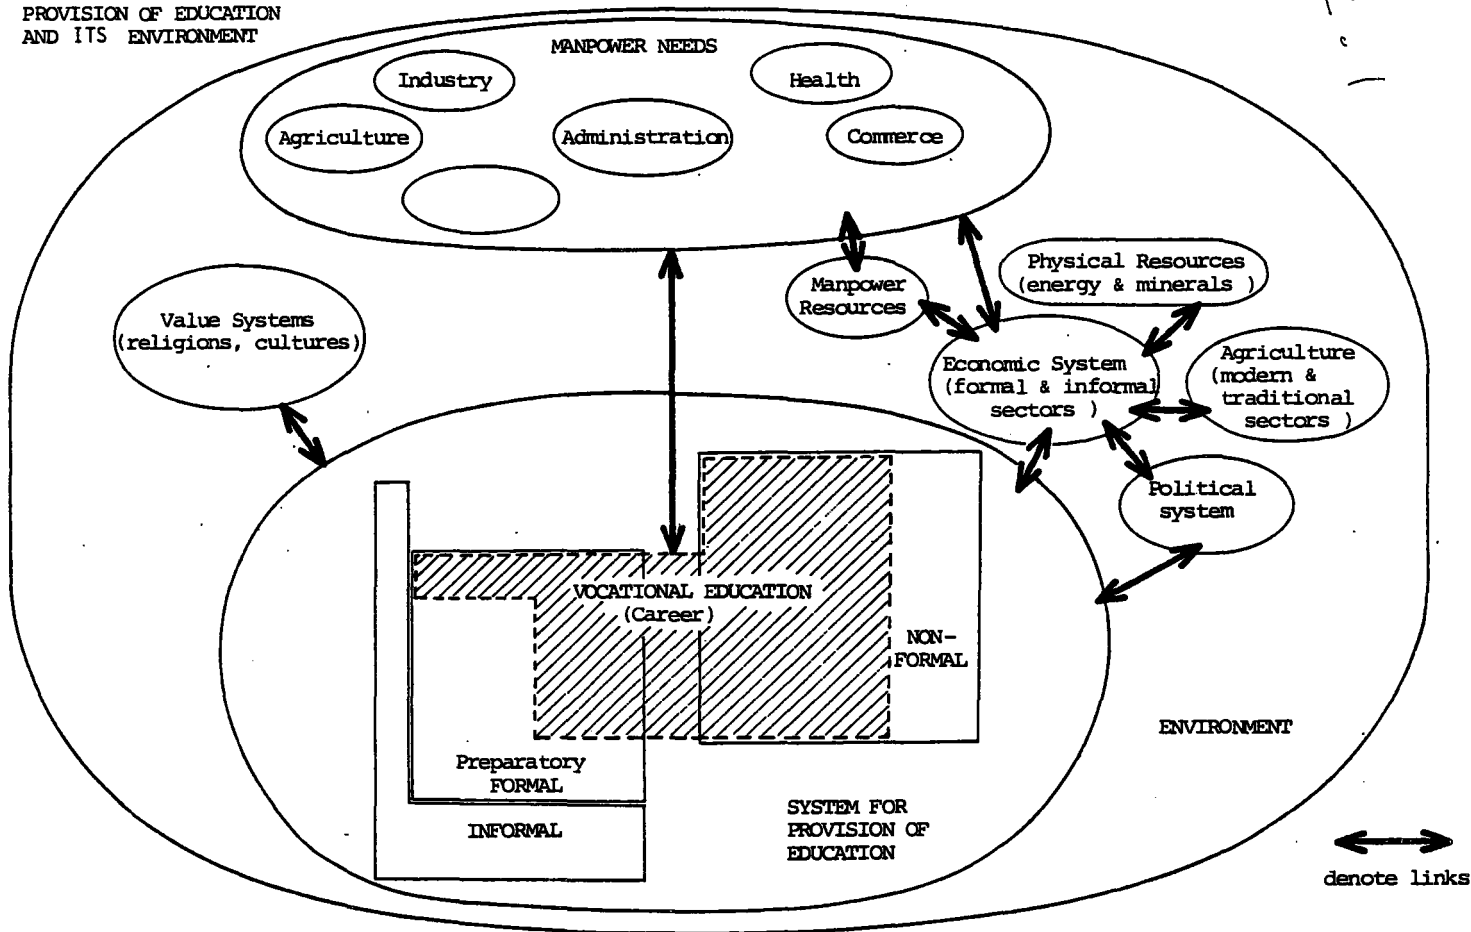 PROVISION OF EDUCATION
AND ITS ENVIRONMENT
MANPOWER NEEDS
Industry
Health
Agriculture
Administration
Commerce
Physical Resources
(energy & minerals )
Manpower
Resources
Value Systems
(religions, cultures)
Economic System
(formal & informal
sectors )
Agriculture
(modern &
traditional
sectors )
Political
system
VOCATIONAL EDUCATION
(Career)
NON-
FORMAL
ENVIRONMENT
Preparatory
FORMAL
INFORMAL
SYSTEM FOR
PROVISION OF
EDUCATION
denote links